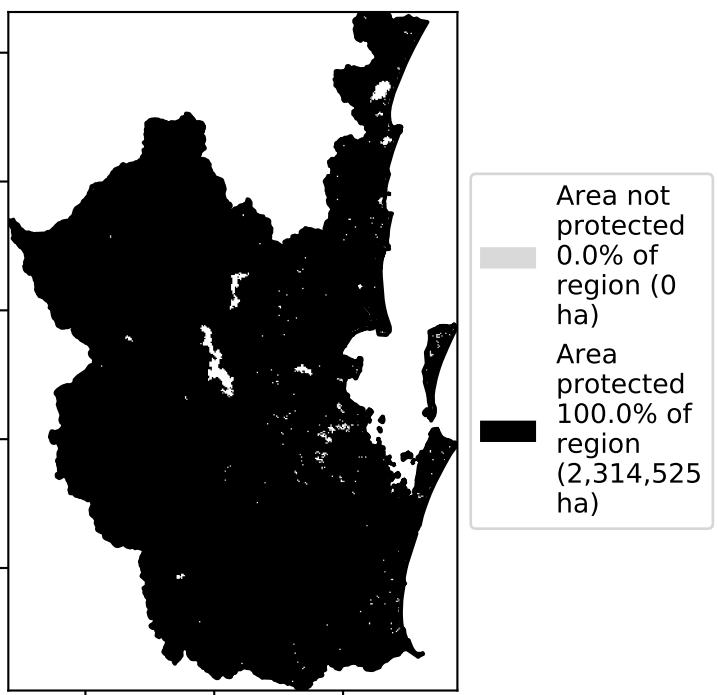 Area not
protected
0.0% of
region (0
ha)
Area
protected
100.0% of
region
(2,314,525
ha)